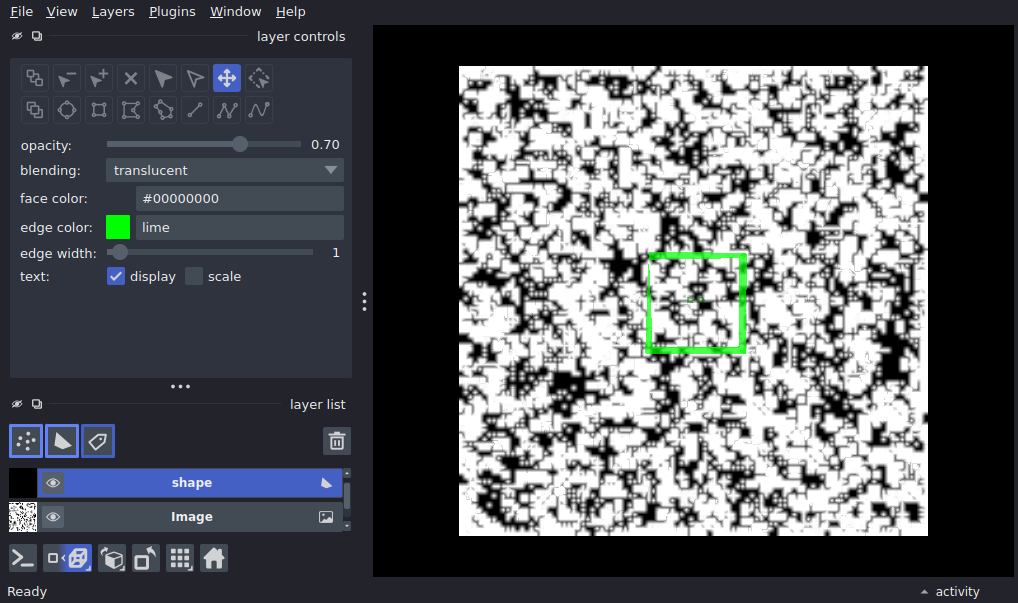 File View Layers Plugins Window Help
layer controls
opacity: 0.70
blending: translucent
face color: #00000000
edge color: lime
edge width: 1
text: display scale
layer list
shape
Image
Ready
activity